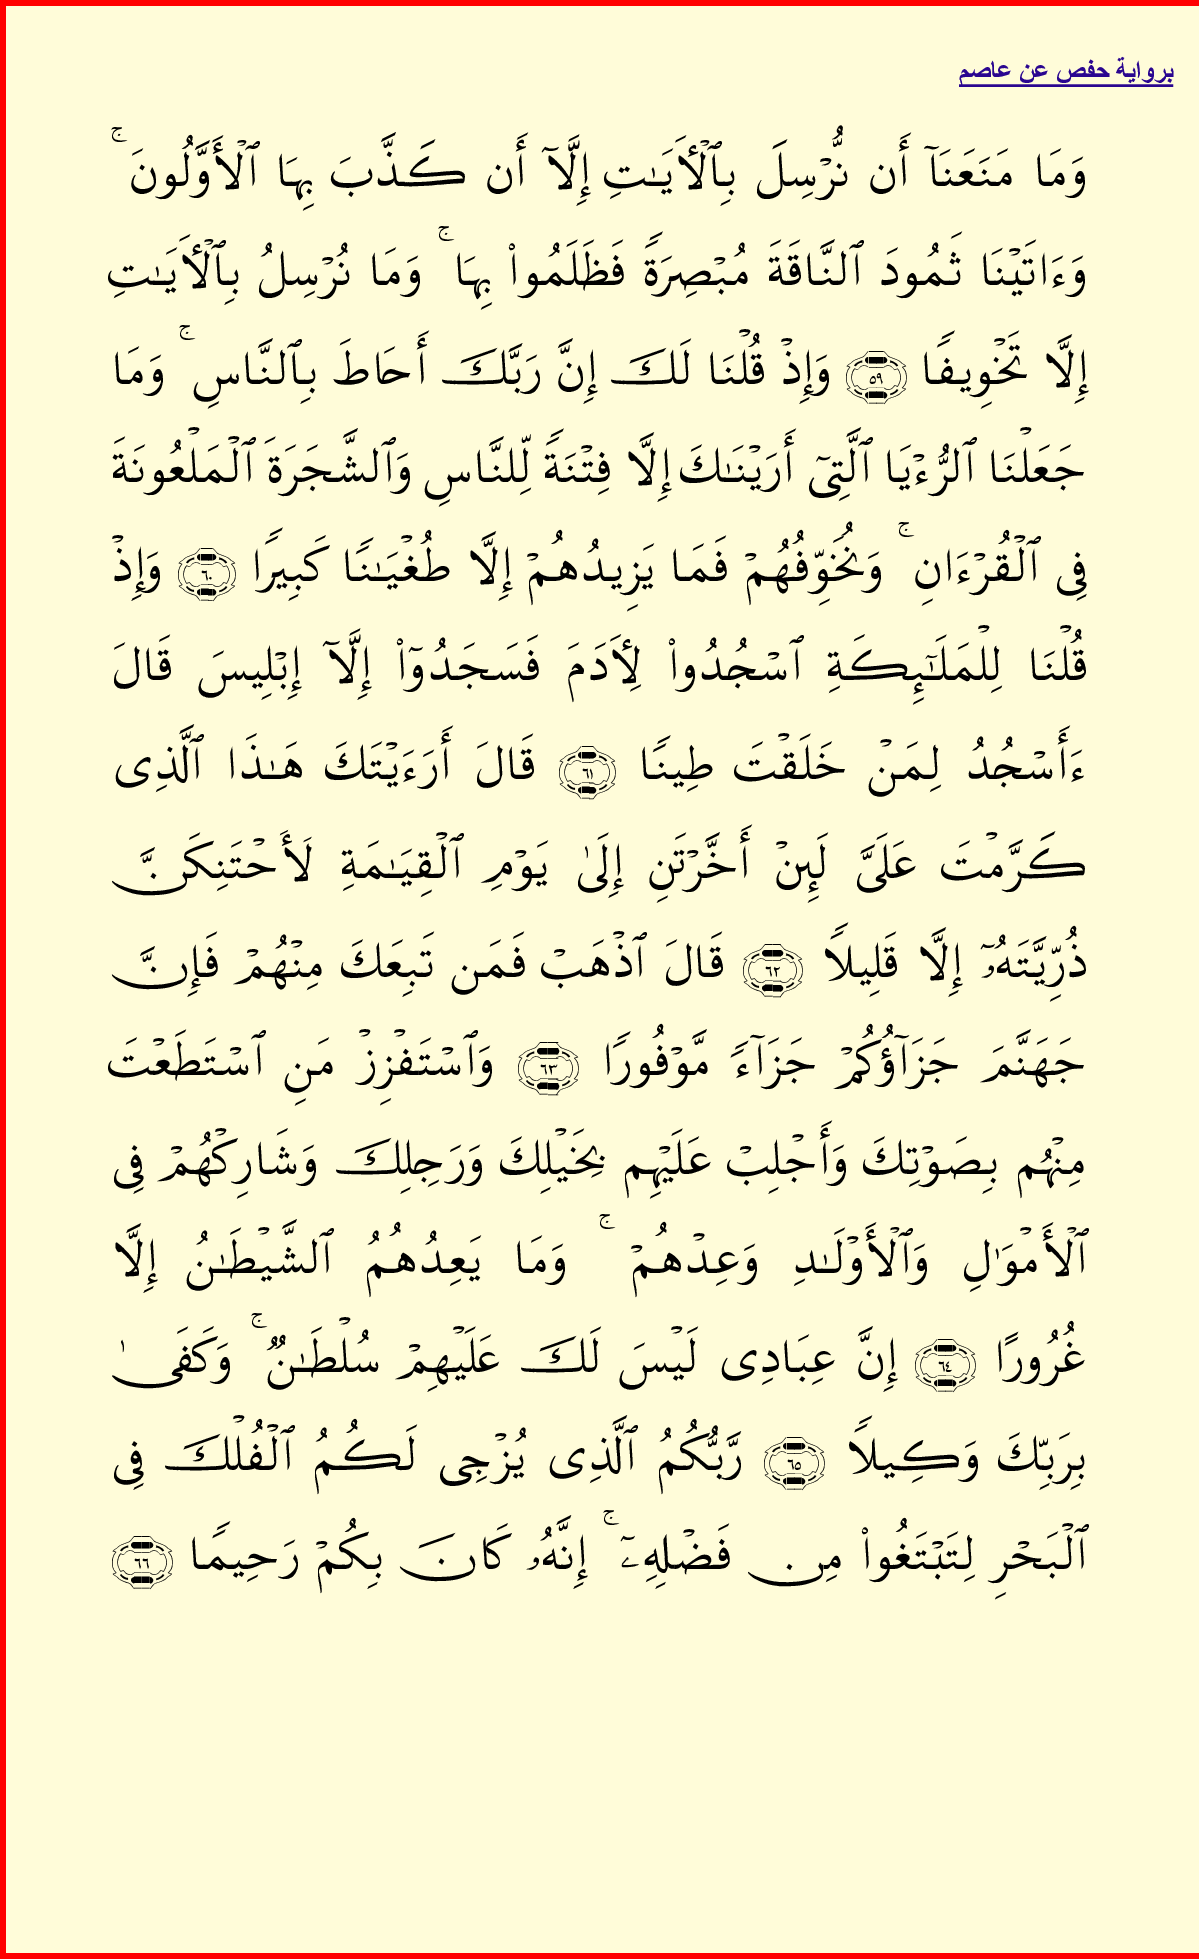 برواية حفص عن عاصم
وَمَا مَنَعَنَآ أَن نُّرْسِلَ بِٱلْأَيَـٰتِ إِلَّآ أَن كَذَّبَ بِهَا ٱلْأَوَّلُونَ ۚ
وَءَاتَيْنَا ثَمُودَ ٱلنَّاقَةَ مُبْصِرَةً فَظَلَمُوا۟ بِهَا ۚ وَمَا نُرْسِلُ بِٱلْأَيَـٰتِ
إِلَّا تَخْوِيفًا ٥٩ وَإِذْ قُلْنَا لَكَ إِنَّ رَبَّكَ أَحَاطَ بِٱلنَّاسِ ۚ وَمَا
جَعَلْنَا ٱلرُّءْيَا ٱلَّتِىٓ أَرَيْنَـٰكَ إِلَّا فِتْنَةً لِّلنَّاسِ وَٱلشَّجَرَةَ ٱلْمَلْعُونَةَ
فِى ٱلْقُرْءَانِ ۚ وَنُخَوِّفُهُمْ فَمَا يَزِيدُهُمْ إِلَّا طُغْيَـٰنًا كَبِيرًا ٦٠ وَإِذْ
قُلْنَا لِلْمَلَـٰٓئِكَةِ ٱسْجُدُوا۟ لِأَدَمَ فَسَجَدُوٓا۟ إِلَّآ إِبْلِيسَ قَالَ
ءَأَسْجُدُ لِمَنْ خَلَقْتَ طِينًا ٦١ قَالَ أَرَءَيْتَكَ هَـٰذَا ٱلَّذِى
كَرَّمْتَ عَلَىَّ لَئِنْ أَخَّرْتَنِ إِلَىٰ يَوْمِ ٱلْقِيَـٰمَةِ لَأَحْتَنِكَنَّ
ذُرِّيَّتَهُۥٓ إِلَّا قَلِيلًا ٦٢ قَالَ ٱذْهَبْ فَمَن تَبِعَكَ مِنْهُمْ فَإِنَّ
جَهَنَّمَ جَزَآؤُكُمْ جَزَآءً مَّوْفُورًا ٦٣ وَٱسْتَفْزِزْ مَنِ ٱسْتَطَعْتَ
مِنْهُم بِصَوْتِكَ وَأَجْلِبْ عَلَيْهِم بِخَيْلِكَ وَرَجِلِكَ وَشَارِكْهُمْ فِى
ٱلْأَمْوَٰلِ وَٱلْأَوْلَـٰدِ وَعِدْهُمْ ۚ وَمَا يَعِدُهُمُ ٱلشَّيْطَـٰنُ إِلَّا
غُرُورًا ٦٤ إِنَّ عِبَادِى لَيْسَ لَكَ عَلَيْهِمْ سُلْطَـٰنٌ ۚ وَكَفَىٰ
بِرَبِّكَ وَكِيلًا ٦٥ رَّبُّكُمُ ٱلَّذِى يُزْجِى لَكُمُ ٱلْفُلْكَ فِى
ٱلْبَحْرِ لِتَبْتَغُوا۟ مِن فَضْلِهِۦٓ ۚ إِنَّهُۥ كَانَ بِكُمْ رَحِيمًا ٦٦